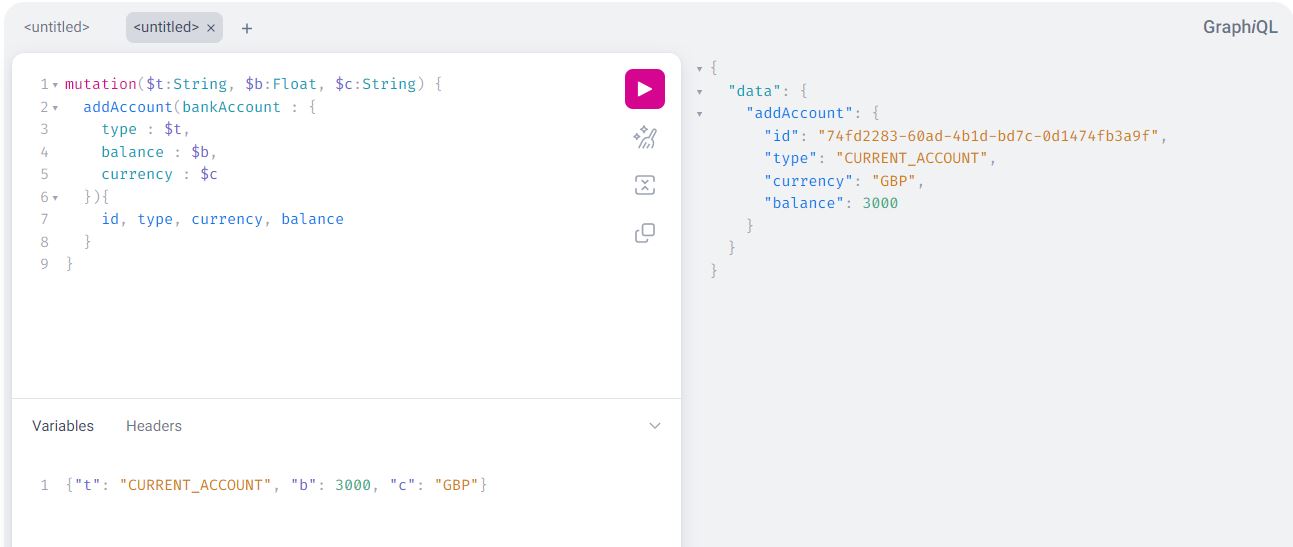 <untitled>
<untitled> × +
GraphiQL
1 mutation($t:String, $b:Float, $c:String) {
2 addAccount(bankAccount : {
3 type : $t,
4 balance : $b,
5 currency : $c
6 }){
7 id, type, currency, balance
8 }
9 }
Variables Headers
1 {"t": "CURRENT_ACCOUNT", "b": 3000, "c": "GBP"}
{
"data": {
"addAccount": {
"id": "74fd2283-60ad-4b1d-bd7c-0d1474fb3a9f",
"type": "CURRENT_ACCOUNT",
"currency": "GBP",
"balance": 3000
}
}
}